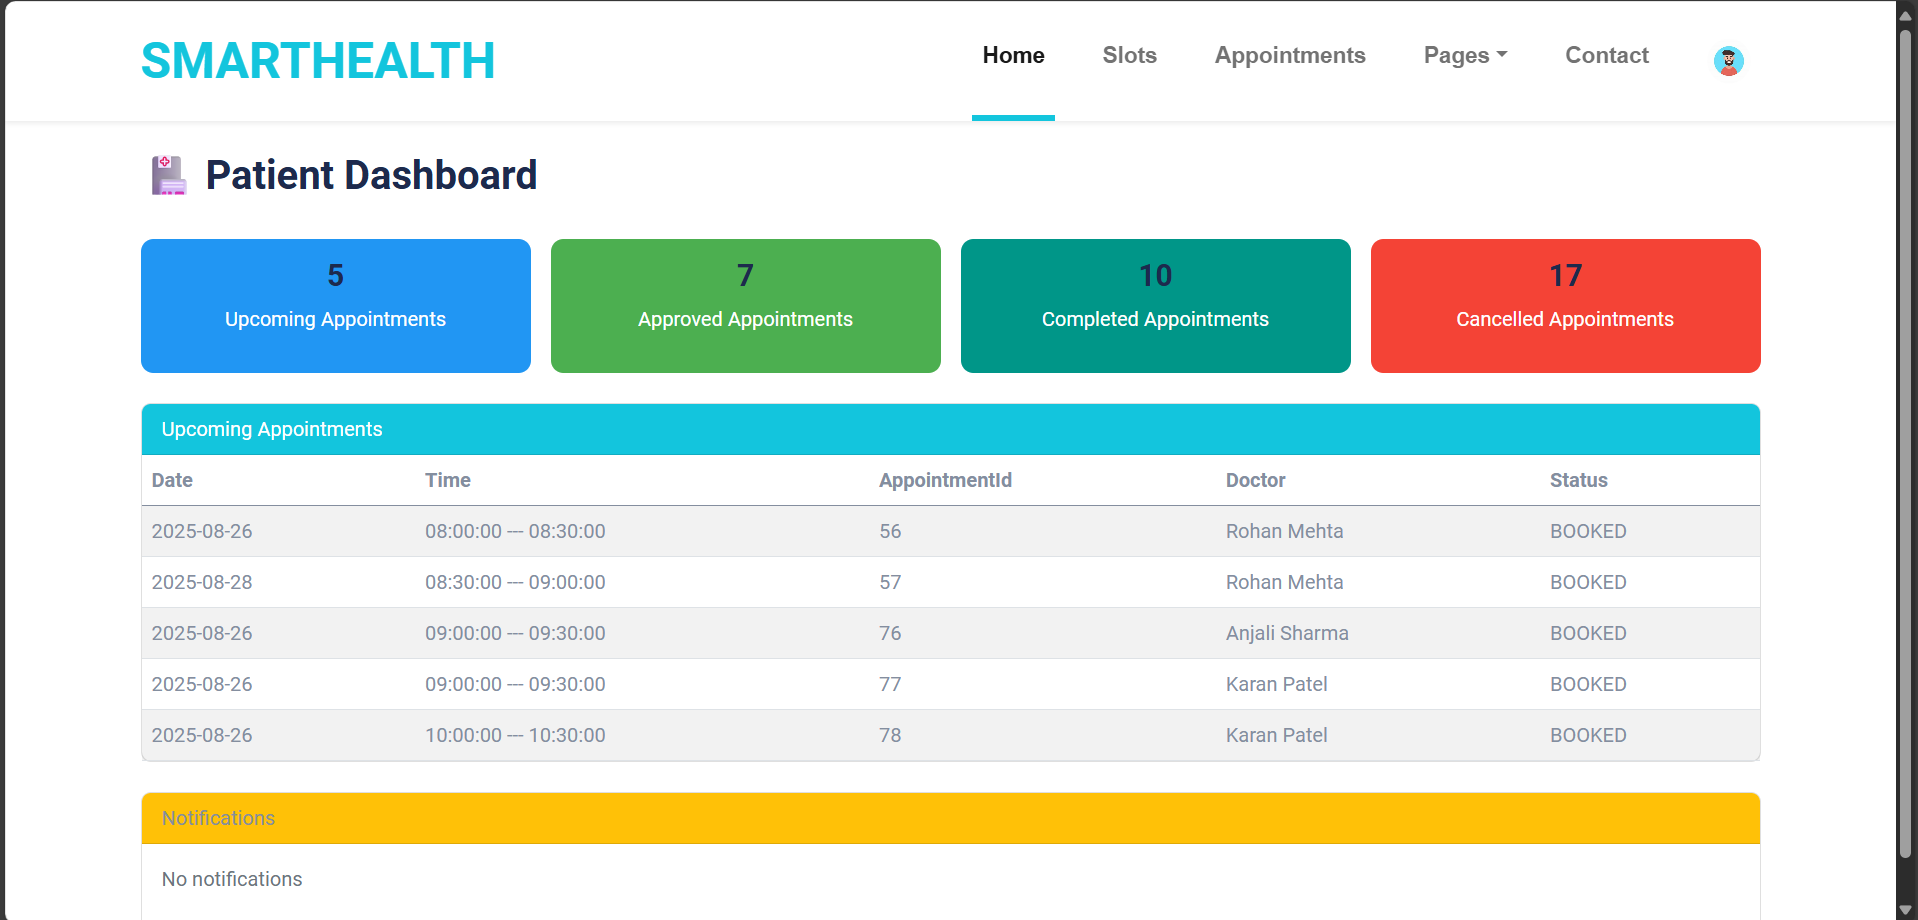 SMARTHEALTH
Home Slots Appointments Pages Contact
Patient Dashboard
5 7 10 17
Upcoming Appointments Approved Appointments Completed Appointments Cancelled Appointments
Upcoming Appointments
Date Time AppointmentId Doctor Status
2025-08-26 08:00:00 --- 08:30:00 56 Rohan Mehta BOOKED
2025-08-28 08:30:00 --- 09:00:00 57 Rohan Mehta BOOKED
2025-08-26 09:00:00 --- 09:30:00 76 Anjali Sharma BOOKED
2025-08-26 09:00:00 --- 09:30:00 77 Karan Patel BOOKED
2025-08-26 10:00:00 --- 10:30:00 78 Karan Patel BOOKED
Notifications
No notifications